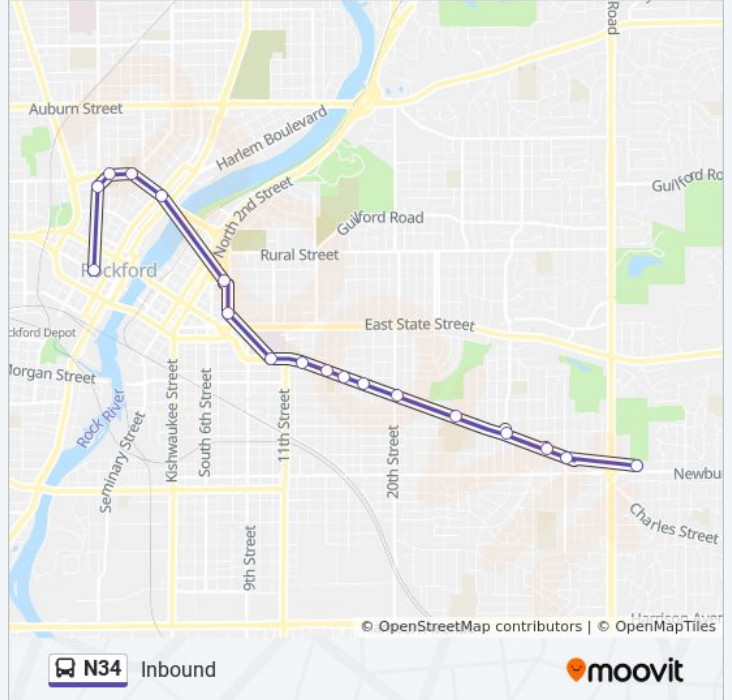 Road
Auburn Street
Harlem Boulevard
Guilford Ro
North 2nd Street
Guilford Road
Rural Street
Rockford
East State Street
ckford Depot
Morgan Street
Rock River
Seminary Street
Kishwaukee Street
South 6th Street
11th Street
20th Street
Newbu
Charles Street
9th Street
© OpenStreetMap contributors | © OpenMapTiles
N34 Inbound
moovit